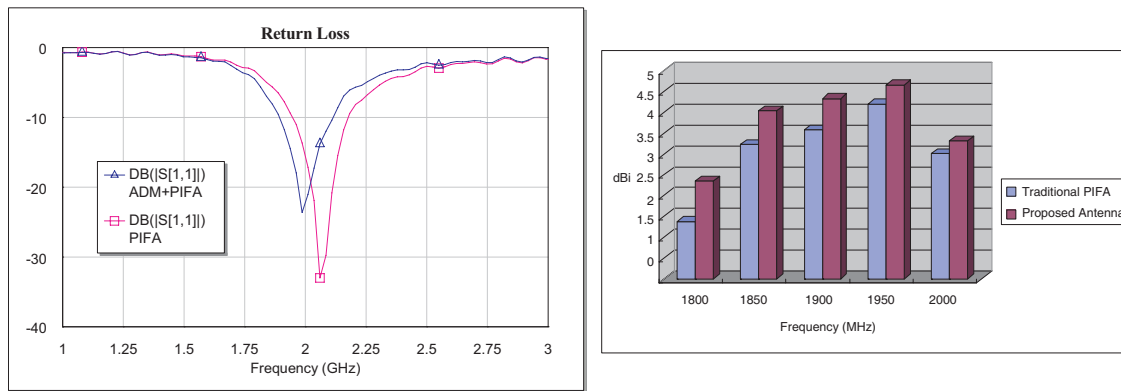 Return Loss
0
-10
-20
-30
-40
DB(|S[1,1]|)
ADM+PIFA
DB(|S[1,1]|)
PIFA
1
1.25
1.5
1.75
2
2.25
2.5
2.75
3
Frequency (GHz)
5
4.5
4
3.5
3
2.5
2
1.5
1
0
dBi
1800
1850
1900
1950
2000
Frequency (MHz)
Traditional PIFA
Proposed Antenna